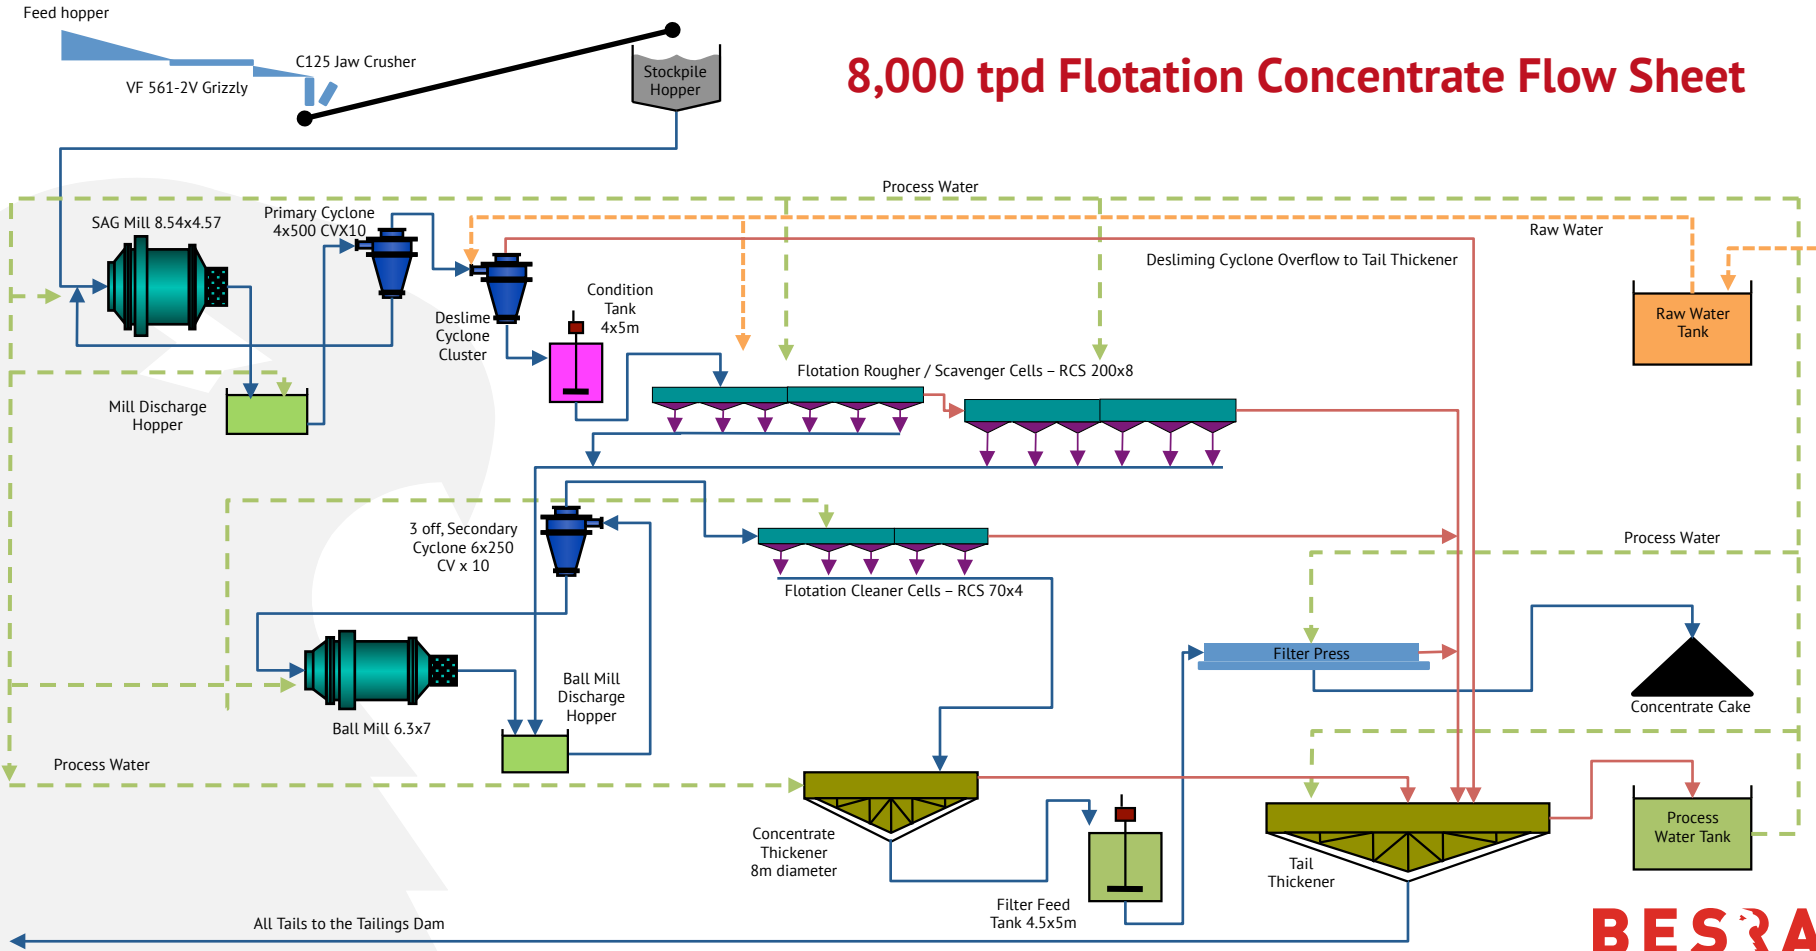 Feed hopper
C125 Jaw Crusher
VF 561-2V Grizzly
Stockpile
Hopper
8,000 tpd Flotation Concentrate Flow Sheet
Process Water
SAG Mill 8.54x4.57
Primary Cyclone
4x500 CVX10
Raw Water
Desliming Cyclone Overflow to Tail Thickener
Condition
Tank
4x5m
Deslime
Cyclone
Cluster
Raw Water
Tank
Flotation Rougher / Scavenger Cells – RCS 200x8
Mill Discharge
Hopper
3 off, Secondary
Cyclone 6x250
CV x 10
Process Water
Flotation Cleaner Cells – RCS 70x4
Filter Press
Ball Mill
Discharge
Hopper
Concentrate Cake
Ball Mill 6.3x7
Process Water
Process
Water Tank
Concentrate
Thickener
8m diameter
Tail
Thickener
Filter Feed
Tank 4.5x5m
All Tails to the Tailings Dam
BESRA